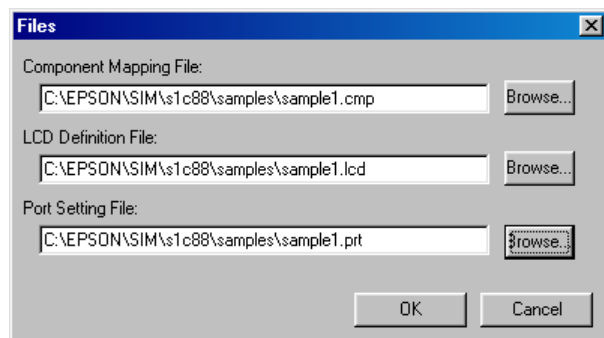 Files
Component Mapping File:
C:\EPSON\SIM\s1c88\samples\sample1.cmp Browse...
LCD Definition File:
C:\EPSON\SIM\s1c88\samples\sample1.lcd Browse...
Port Setting File:
C:\EPSON\SIM\s1c88\samples\sample1.prt Browse...
OK Cancel